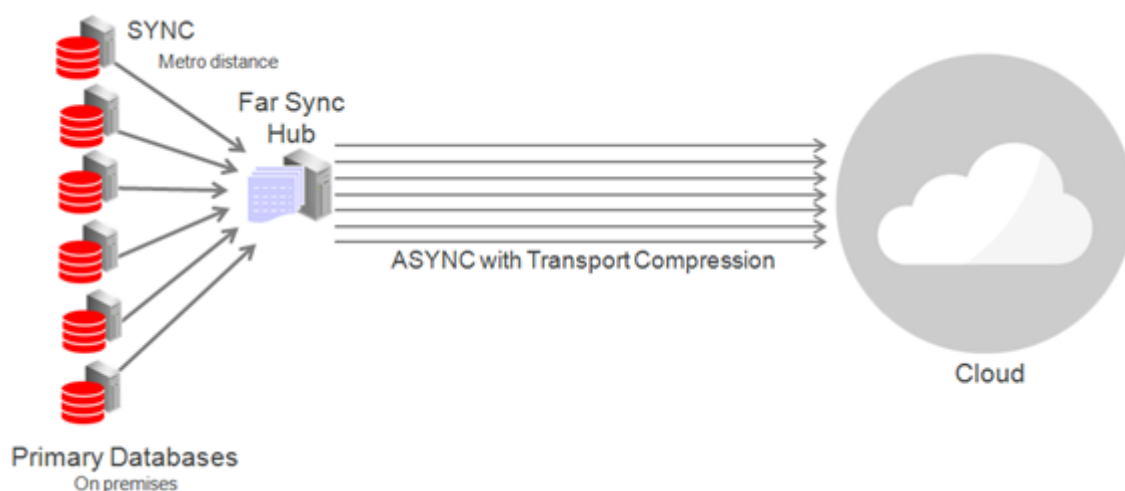 SYNC
Metro distance
Far Sync
Hub
ASYNC with Transport Compression
Cloud
Primary Databases
On premises